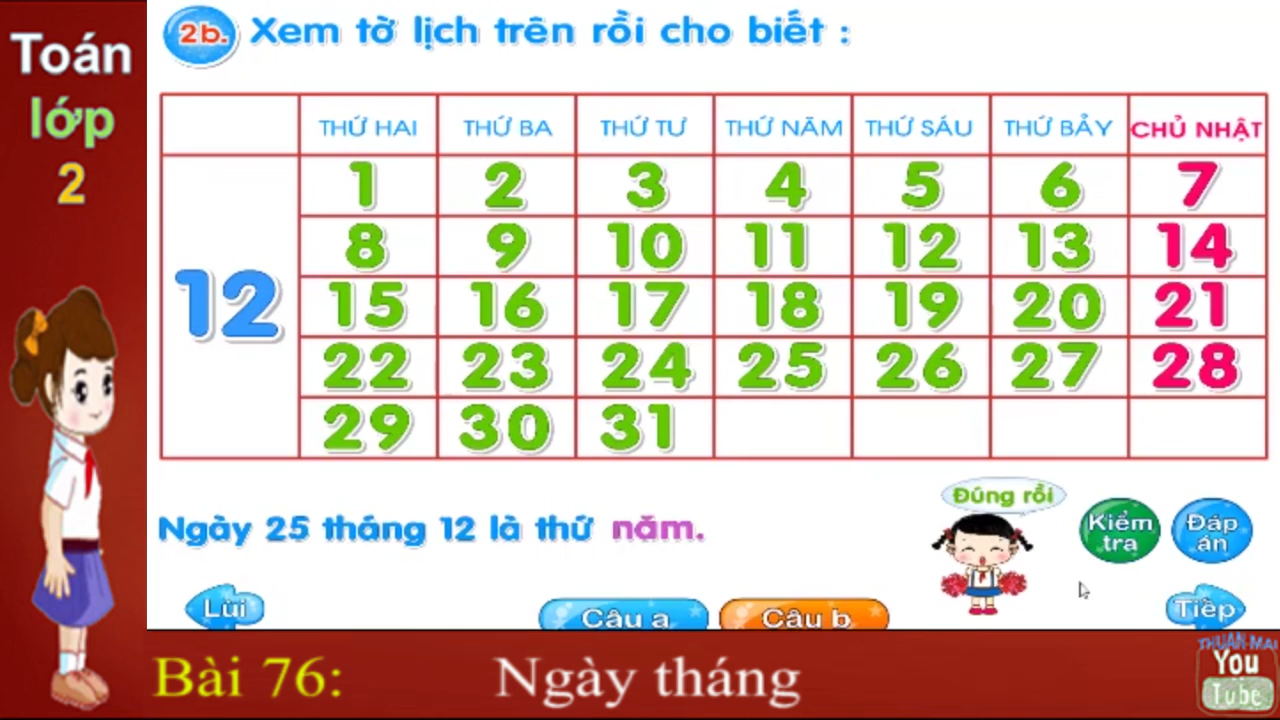 Toán
lớp
2
2b. Xem tờ lịch trên rồi cho biết :
THỨ HAI THỨ BA THỨ TƯ THỨ NĂM THỨ SÁU THỨ BẢY CHỦ NHẬT
1 2 3 4 5 6 7
8 9 10 11 12 13 14
12
15 16 17 18 19 20 21
22 23 24 25 26 27 28
29 30 31
Đúng rồi
Ngày 25 tháng 12 là thứ năm.
Kiểm tra
Đáp án
Lùi
Câu a
Câu b
Tiếp
Bài 76: Ngày tháng
THUAN MAI
You
Tube